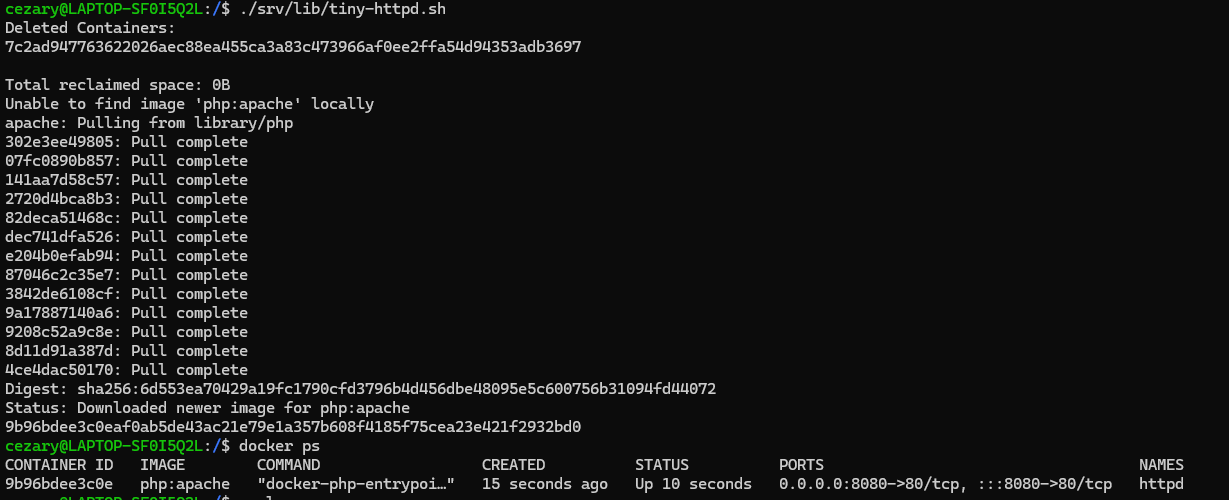 cezary@LAPTOP-SF0I5Q2L:/$ ./srv/lib/tiny-httpd.sh
Deleted Containers:
7c2ad947763622026aec88ea455ca3a83c473966af0ee2ffa54d94353adb3697

Total reclaimed space: 0B
Unable to find image 'php:apache' locally
apache: Pulling from library/php
302e3ee49805: Pull complete
07fc0890b857: Pull complete
141aa7d58c57: Pull complete
2720d4bca8b3: Pull complete
82deca51468c: Pull complete
dec741dfa526: Pull complete
e204b0efab94: Pull complete
87046c2c35e7: Pull complete
3842de6108cf: Pull complete
9a17887140a6: Pull complete
9208c52a9c8e: Pull complete
8d11d91a387d: Pull complete
4ce4dac50170: Pull complete
Digest: sha256:6d553ea70429a19fc1790cfd3796b4d456dbe48095e5c600756b31094fd44072
Status: Downloaded newer image for php:apache
9b96bdee3c0eaf0ab5de43ac21e79e1a357b608f4185f75cea23e421f2932bd0
cezary@LAPTOP-SF0I5Q2L:/$ docker ps
CONTAINER ID   IMAGE        COMMAND                  CREATED          STATUS          PORTS                                   NAMES
9b96bdee3c0e   php:apache   "docker-php-entrypoi…"   15 seconds ago   Up 10 seconds   0.0.0.0:8080->80/tcp, :::8080->80/tcp   httpd